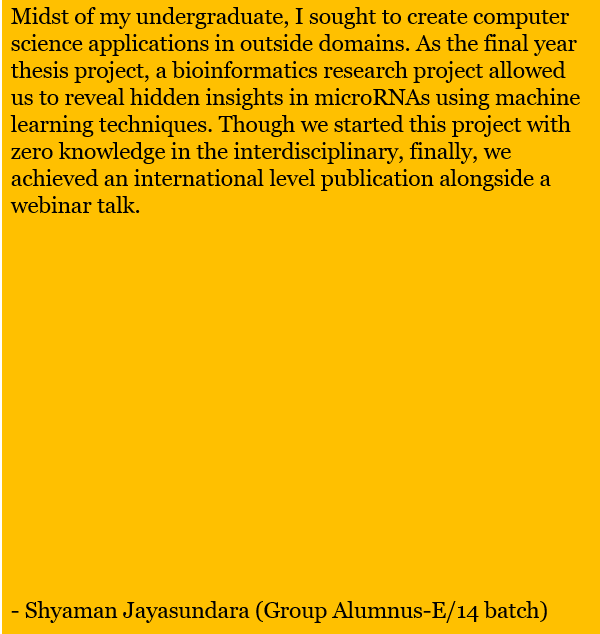 Midst of my undergraduate, I sought to create computer
science applications in outside domains. As the final year
thesis project, a bioinformatics research project allowed
us to reveal hidden insights in microRNAs using machine
learning techniques. Though we started this project with
zero knowledge in the interdisciplinary, finally, we
achieved an international level publication alongside a
webinar talk.
- Shyaman Jayasundara (Group Alumnus-E/14 batch)